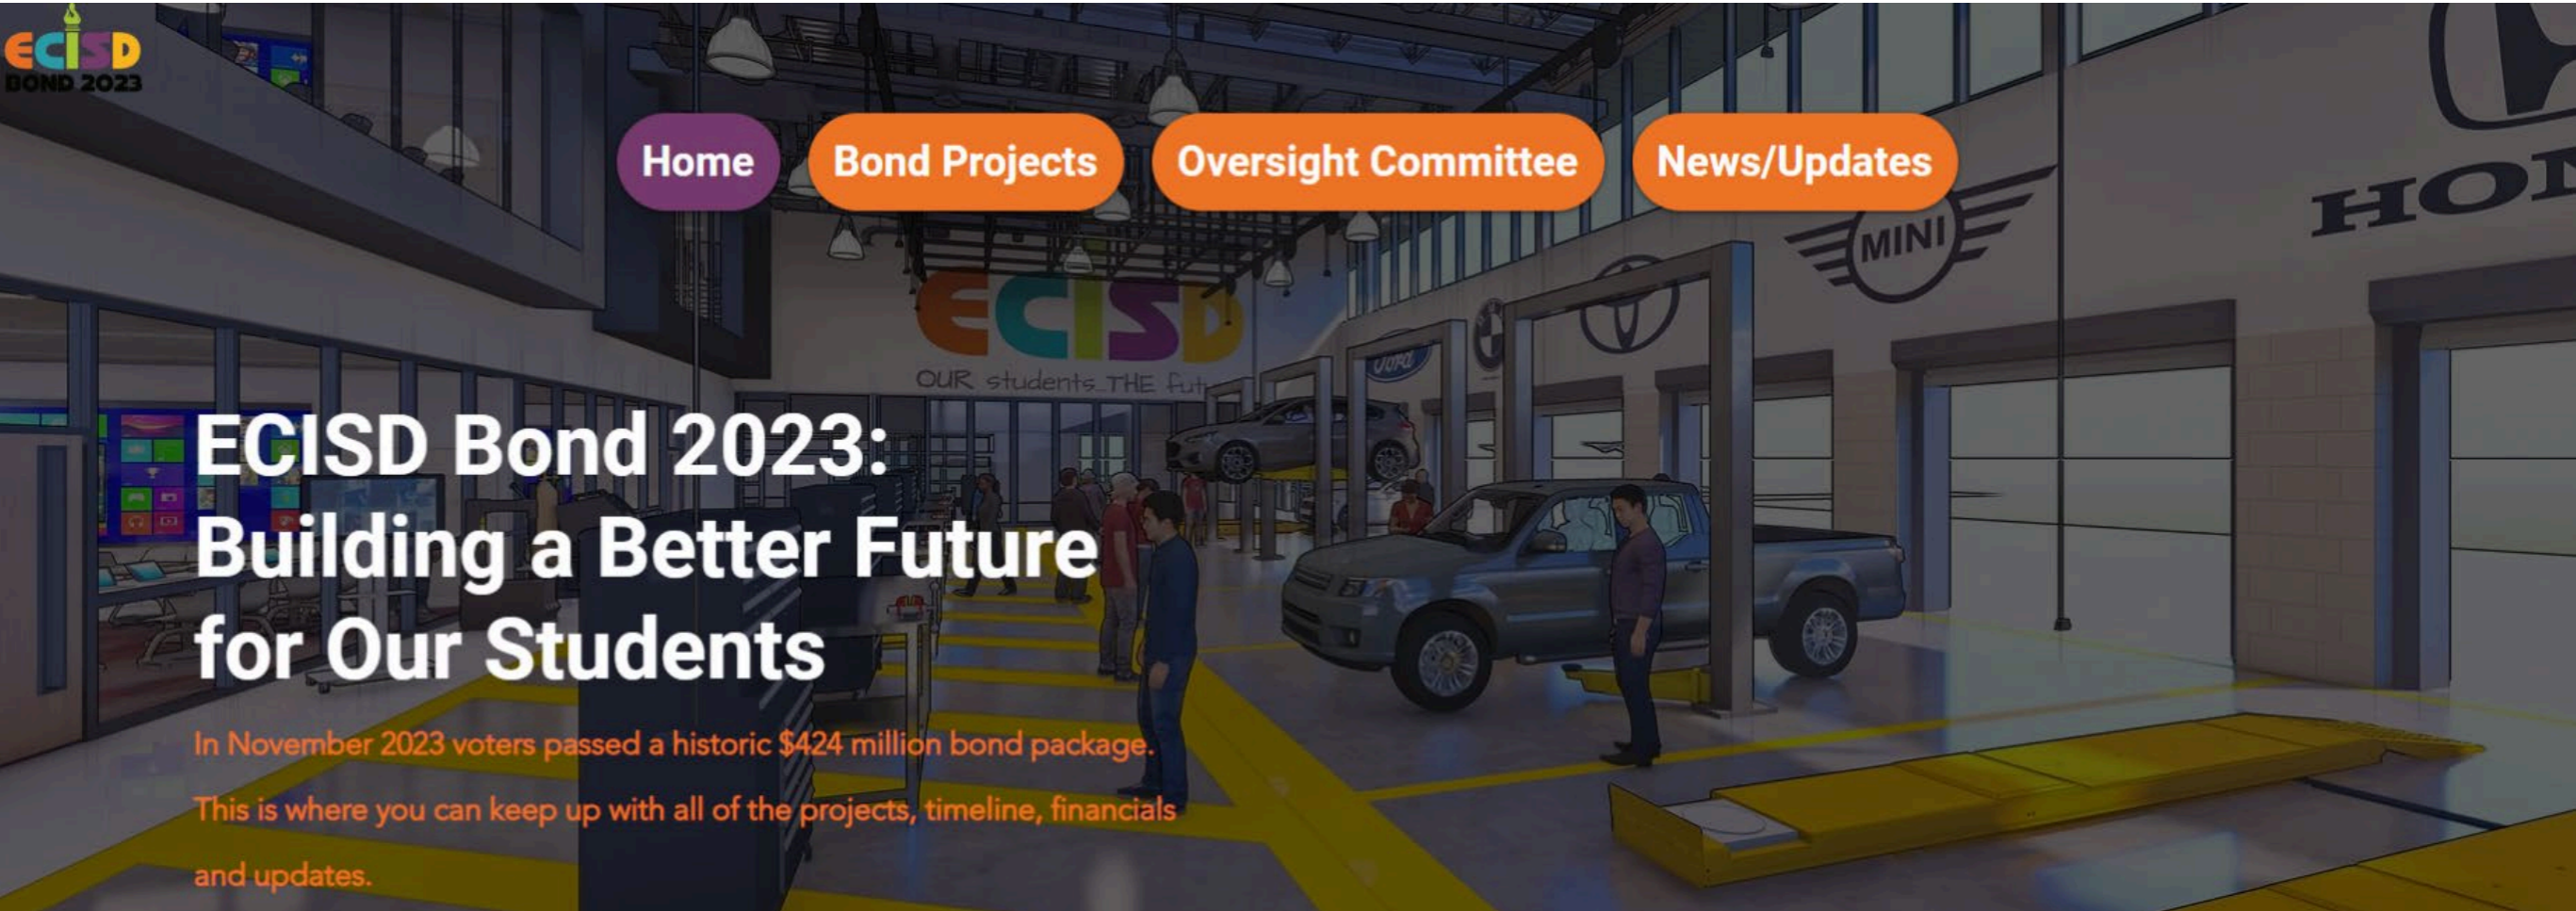 ECISD
BOND 2023
Home
Bond Projects
Oversight Committee
News/Updates
MINI
ECISD
OUR students...THE
Ford
ECISD Bond 2023:
Building a Better Future
for Our Students
In November 2023 voters passed a historic $424 million bond package.
This is where you can keep up with all of the projects, timeline, financials
and updates.